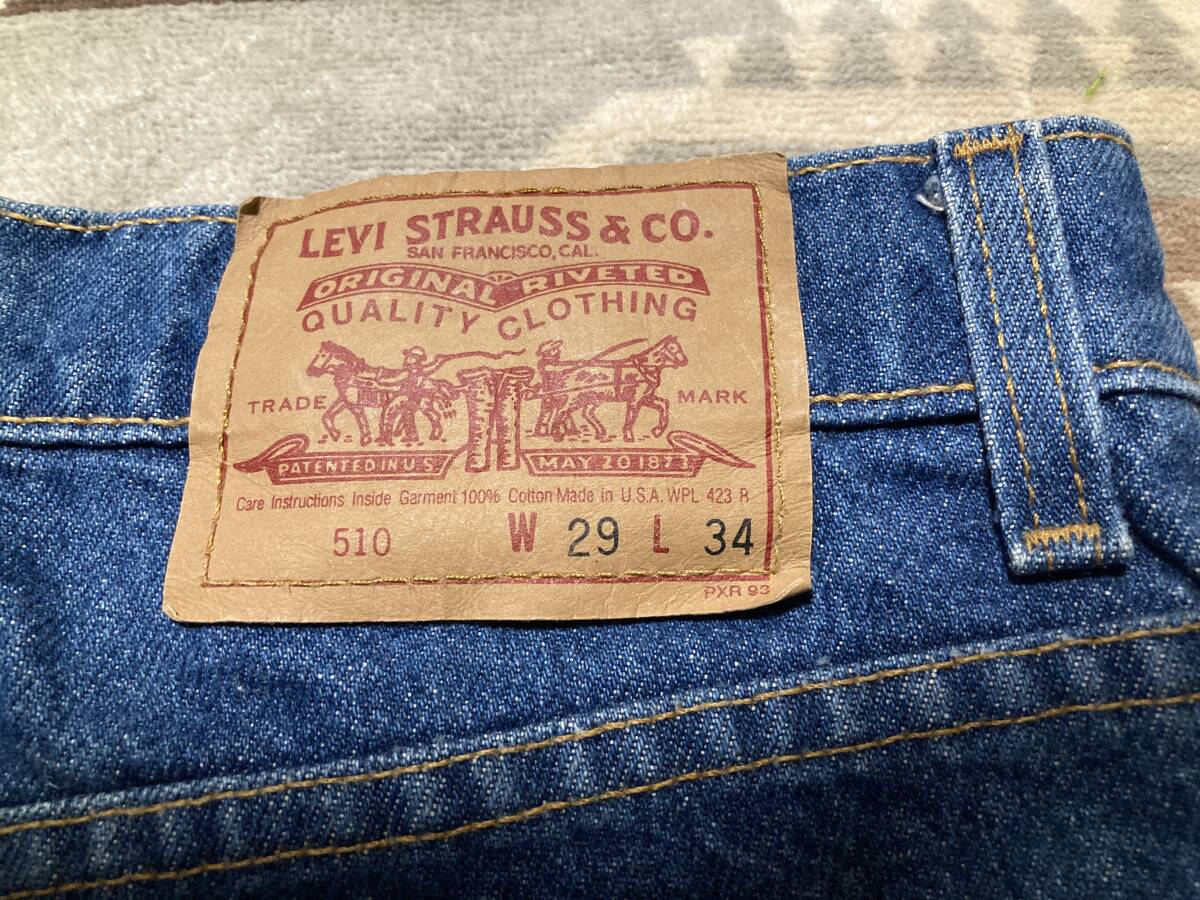 LEVI STRAUSS & CO.
SAN FRANCISCO, CAL.
ORIGINAL RIVETED
QUALITY CLOTHING
TRADE MARK
PATENTED IN U.S. MAY 20 1873
Care Instructions Inside Garment 100% Cotton Made in U.S.A. WPL 423 R
510 W 29 L 34
PXR 93